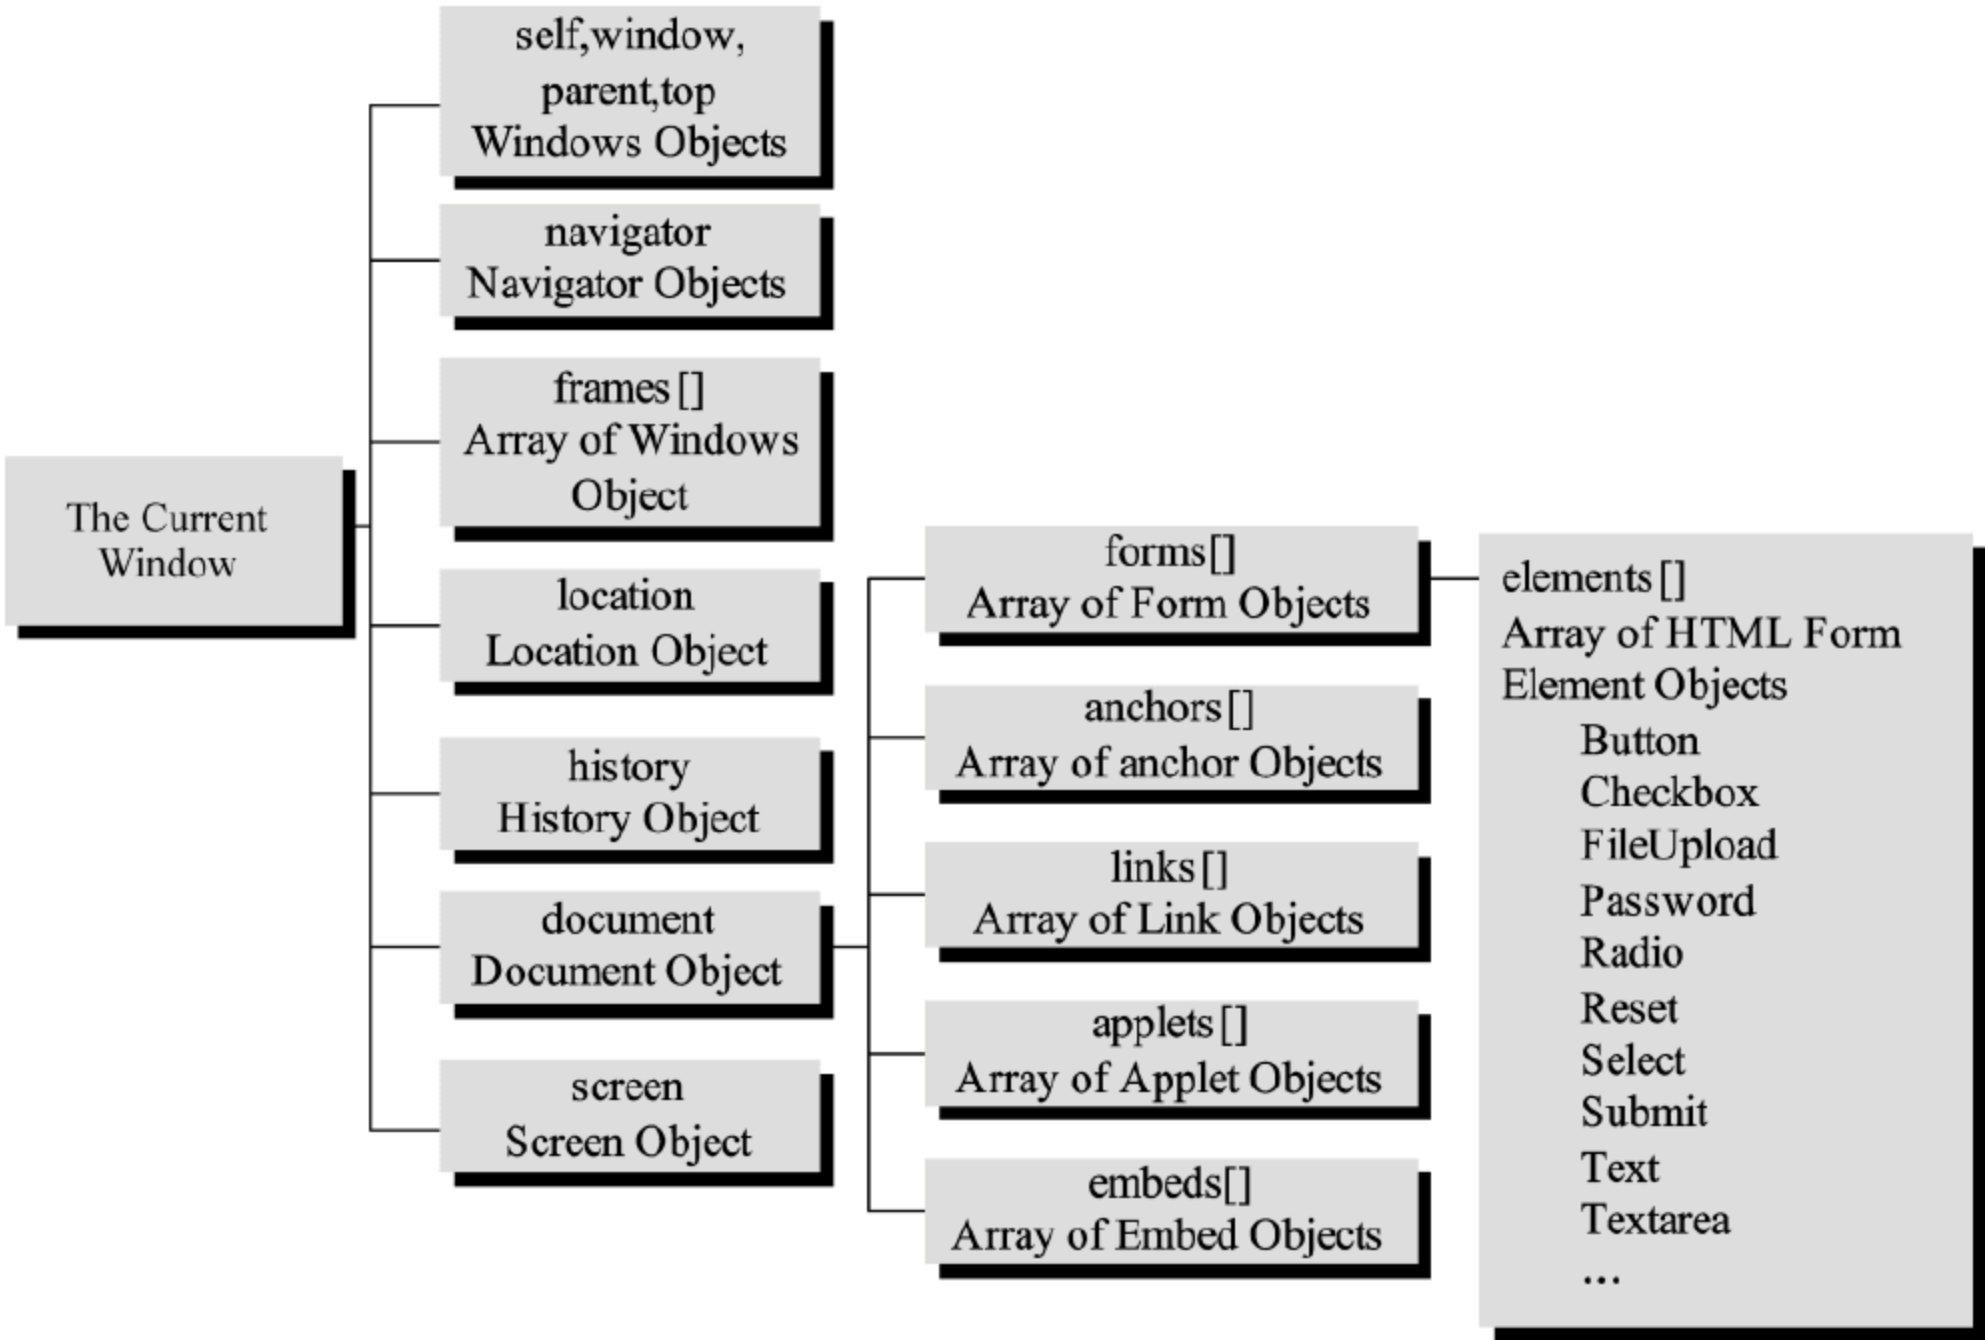 The Current
Window
self,window,
parent,top
Windows Objects
navigator
Navigator Objects
frames[]
Array of Windows
Object
location
Location Object
history
History Object
document
Document Object
screen
Screen Object
forms[]
Array of Form Objects
anchors[]
Array of anchor Objects
links[]
Array of Link Objects
applets[]
Array of Applet Objects
embeds[]
Array of Embed Objects
elements[]
Array of HTML Form
Element Objects
Button
Checkbox
FileUpload
Password
Radio
Reset
Select
Submit
Text
Textarea
...